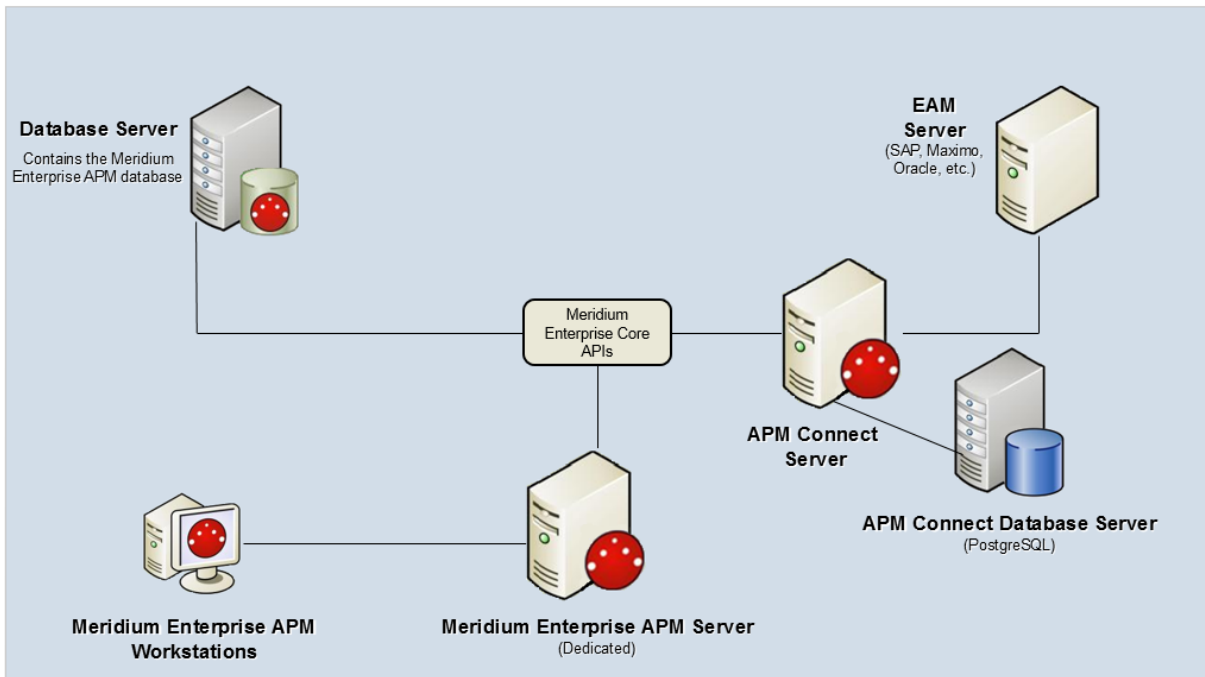 Database Server
Contains the Meridium
Enterprise APM database
EAM
Server
(SAP, Maximo,
Oracle, etc.)
Meridium
Enterprise Core
APIs
APM Connect
Server
APM Connect Database Server
(PostgreSQL)
Meridium Enterprise APM
Workstations
Meridium Enterprise APM Server
(Dedicated)